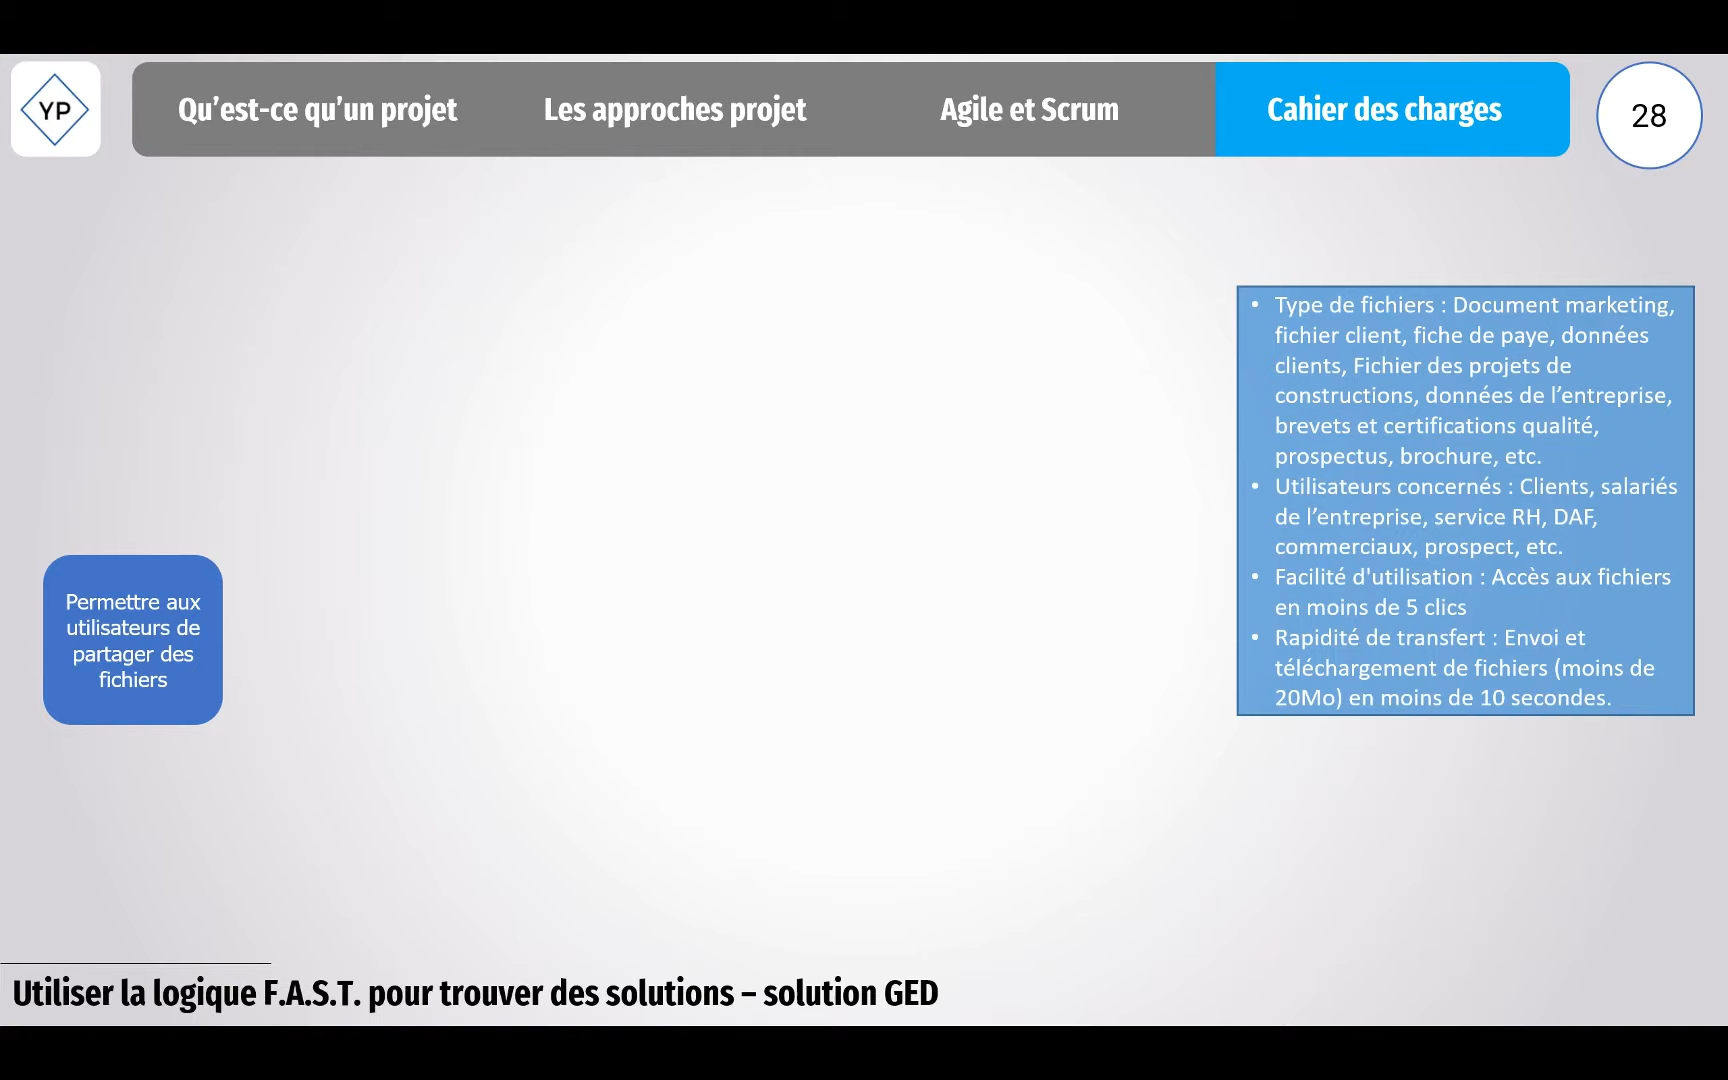 YP
Qu’est-ce qu’un projet
Les approches projet
Agile et Scrum
Cahier des charges
28
• Type de fichiers : Document marketing,
fichier client, fiche de paye, données
clients, Fichier des projets de
constructions, données de l’entreprise,
brevets et certifications qualité,
prospectus, brochure, etc.
• Utilisateurs concernés : Clients, salariés
de l’entreprise, service RH, DAF,
commerciaux, prospect, etc.
• Facilité d'utilisation : Accès aux fichiers
en moins de 5 clics
• Rapidité de transfert : Envoi et
téléchargement de fichiers (moins de
20Mo) en moins de 10 secondes.
Permettre aux
utilisateurs de
partager des
fichiers
Utiliser la logique F.A.S.T. pour trouver des solutions – solution GED